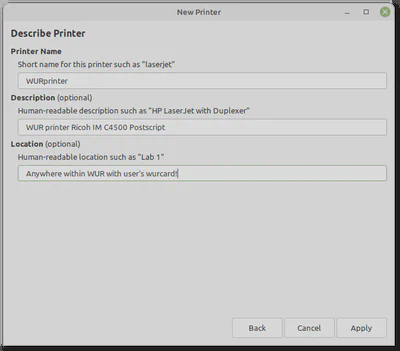 New Printer
Describe Printer
Printer Name
Short name for this printer such as "laserjet"
WURprinter
Description (optional)
Human-readable description such as "HP LaserJet with Duplexer"
WUR printer Ricoh IM C4500 Postscript
Location (optional)
Human-readable location such as "Lab 1"
Anywhere within WUR with user's wurcard!
Back Cancel Apply